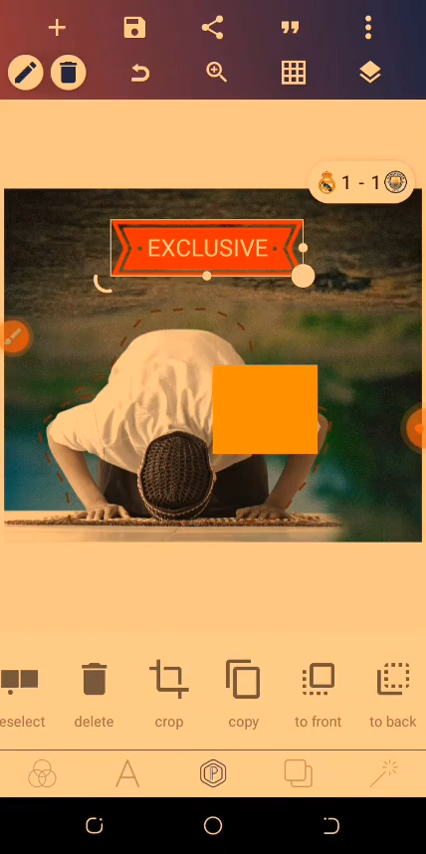 1 - 1
EXCLUSIVE
eselect
delete
crop
copy
to front
to back